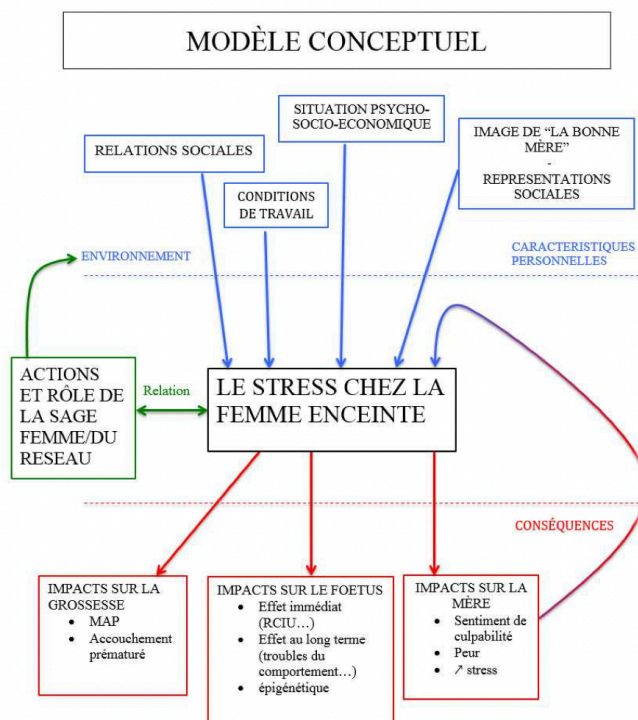 MODÈLE CONCEPTUEL
SITUATION PSYCHO-
SOCIO-ECONOMIQUE
IMAGE DE “LA BONNE
MÈRE”
-
REPRESENTATIONS
SOCIALES
RELATIONS SOCIALES
CONDITIONS
DE TRAVAIL
ENVIRONNEMENT
CARACTERISTIQUES
PERSONNELLES
ACTIONS
ET RÔLE DE
LA SAGE
FEMME/DU
RESEAU
Relation
LE STRESS CHEZ LA
FEMME ENCEINTE
CONSÉQUENCES
IMPACTS SUR LA
GROSSESSE
• MAP
• Accouchement
prématuré
IMPACTS SUR LE FOETUS
• Effet immédiat
(RCIU…)
• Effet au long terme
(troubles du
comportement…)
• épigénétique
IMPACTS SUR LA
MÈRE
• Sentiment de
culpabilité
• Peur
• ↗ stress